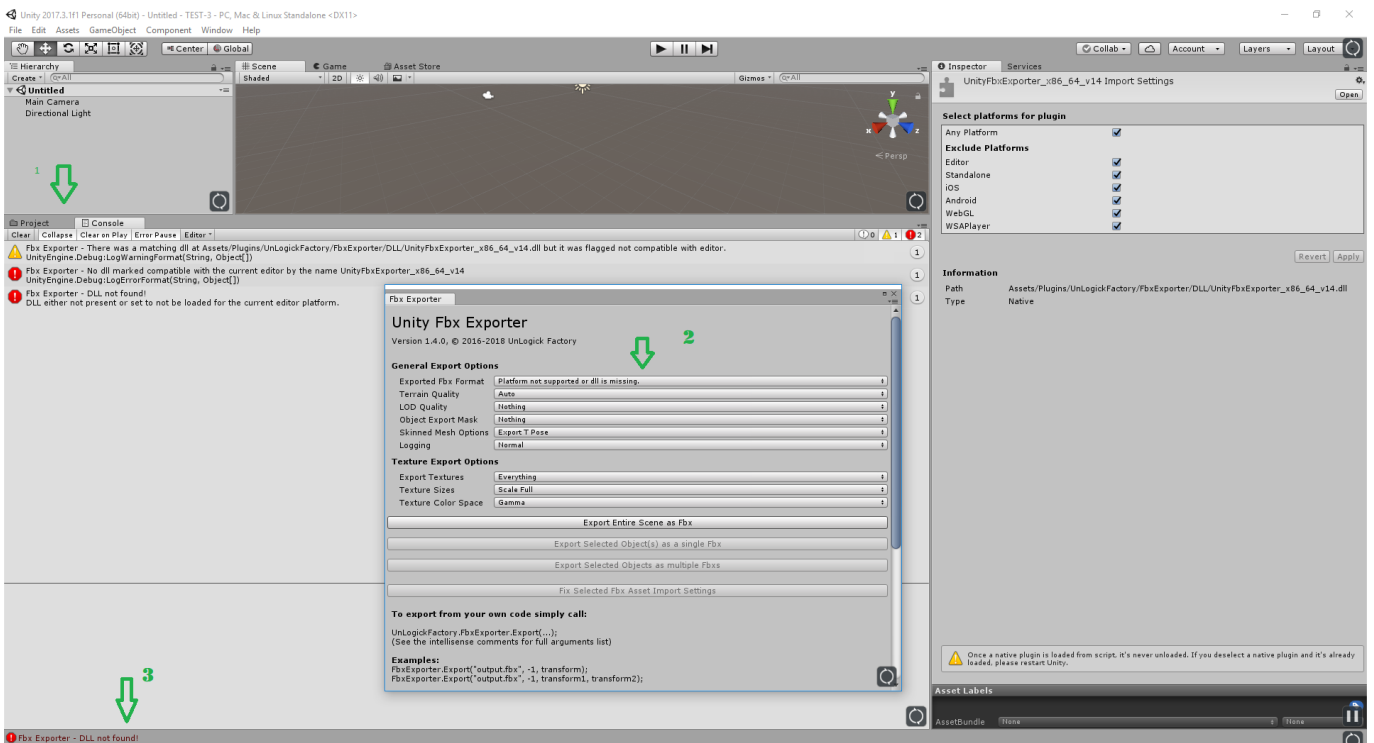 Unity 2017.3.1f1 Personal (64bit) - Untitled - TEST-3 - PC, Mac & Linux Standalone <DX11>
File Edit Assets GameObject Component Window Help
Center Global
Collab Account Layers Layout
Hierarchy
Create All
Untitled
Main Camera
Directional Light
1
Scene Game Asset Store
Shaded 2D Gizmos All
y
x z
Persp
Project Console
Clear Collapse Clear on Play Error Pause Editor 0 1 2
Fbx Exporter - There was a matching dll at Assets/Plugins/UnLogickFactory/FbxExporter/DLL/UnityFbxExporter_x86_64_v14.dll but it was flagged not compatible with editor.
UnityEngine.Debug:LogWarningFormat(String, Object[])
1
Fbx Exporter - No dll marked compatible with the current editor by the name UnityFbxExporter_x86_64_v14
UnityEngine.Debug:LogErrorFormat(String, Object[])
1
Fbx Exporter - DLL not found!
DLL either not present or set to not be loaded for the current editor platform.
1
Fbx Exporter
Unity Fbx Exporter
Version 1.4.0, © 2016-2018 UnLogick Factory
2
General Export Options
Exported Fbx Format Platform not supported or dll is missing.
Terrain Quality Auto
LOD Quality Nothing
Object Export Mask Nothing
Skinned Mesh Options Export T Pose
Logging Normal
Texture Export Options
Export Textures Everything
Texture Sizes Scale Full
Texture Color Space Gamma
Export Entire Scene as Fbx
Export Selected Object(s) as a single Fbx
Export Selected Objects as multiple Fbxs
Fix Selected Fbx Asset Import Settings
To export from your own code simply call:
UnLogickFactory.FbxExporter.Export(...);
(See the intellisense comments for full arguments list)
Examples:
FbxExporter.Export("output.fbx", -1, transform);
FbxExporter.Export("output.fbx", -1, transform1, transform2);
3
Fbx Exporter - DLL not found!
Inspector Services
UnityFbxExporter_x86_64_v14 Import Settings
Open
Select platforms for plugin
Any Platform
Exclude Platforms
Editor
Standalone
iOS
Android
WebGL
WSAPlayer
Revert Apply
Information
Path Assets/Plugins/UnLogickFactory/FbxExporter/DLL/UnityFbxExporter_x86_64_v14.dll
Type Native
Once a native plugin is loaded from script, it's never unloaded. If you deselect a native plugin and it's already
loaded, please restart Unity.
Asset Labels
AssetBundle None None